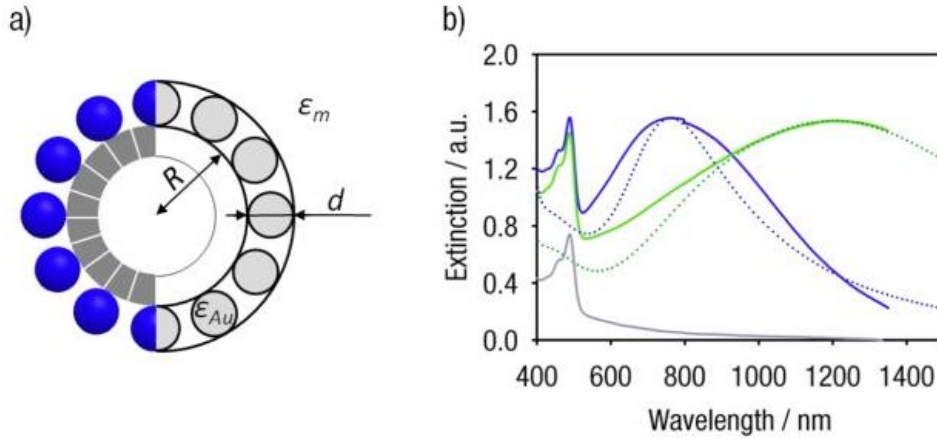 a)
R
d
εm
εAu
b)
Extinction / a.u.
2.0
1.6
1.2
0.8
0.4
0.0
400 600 800 1000 1200 1400
Wavelength / nm